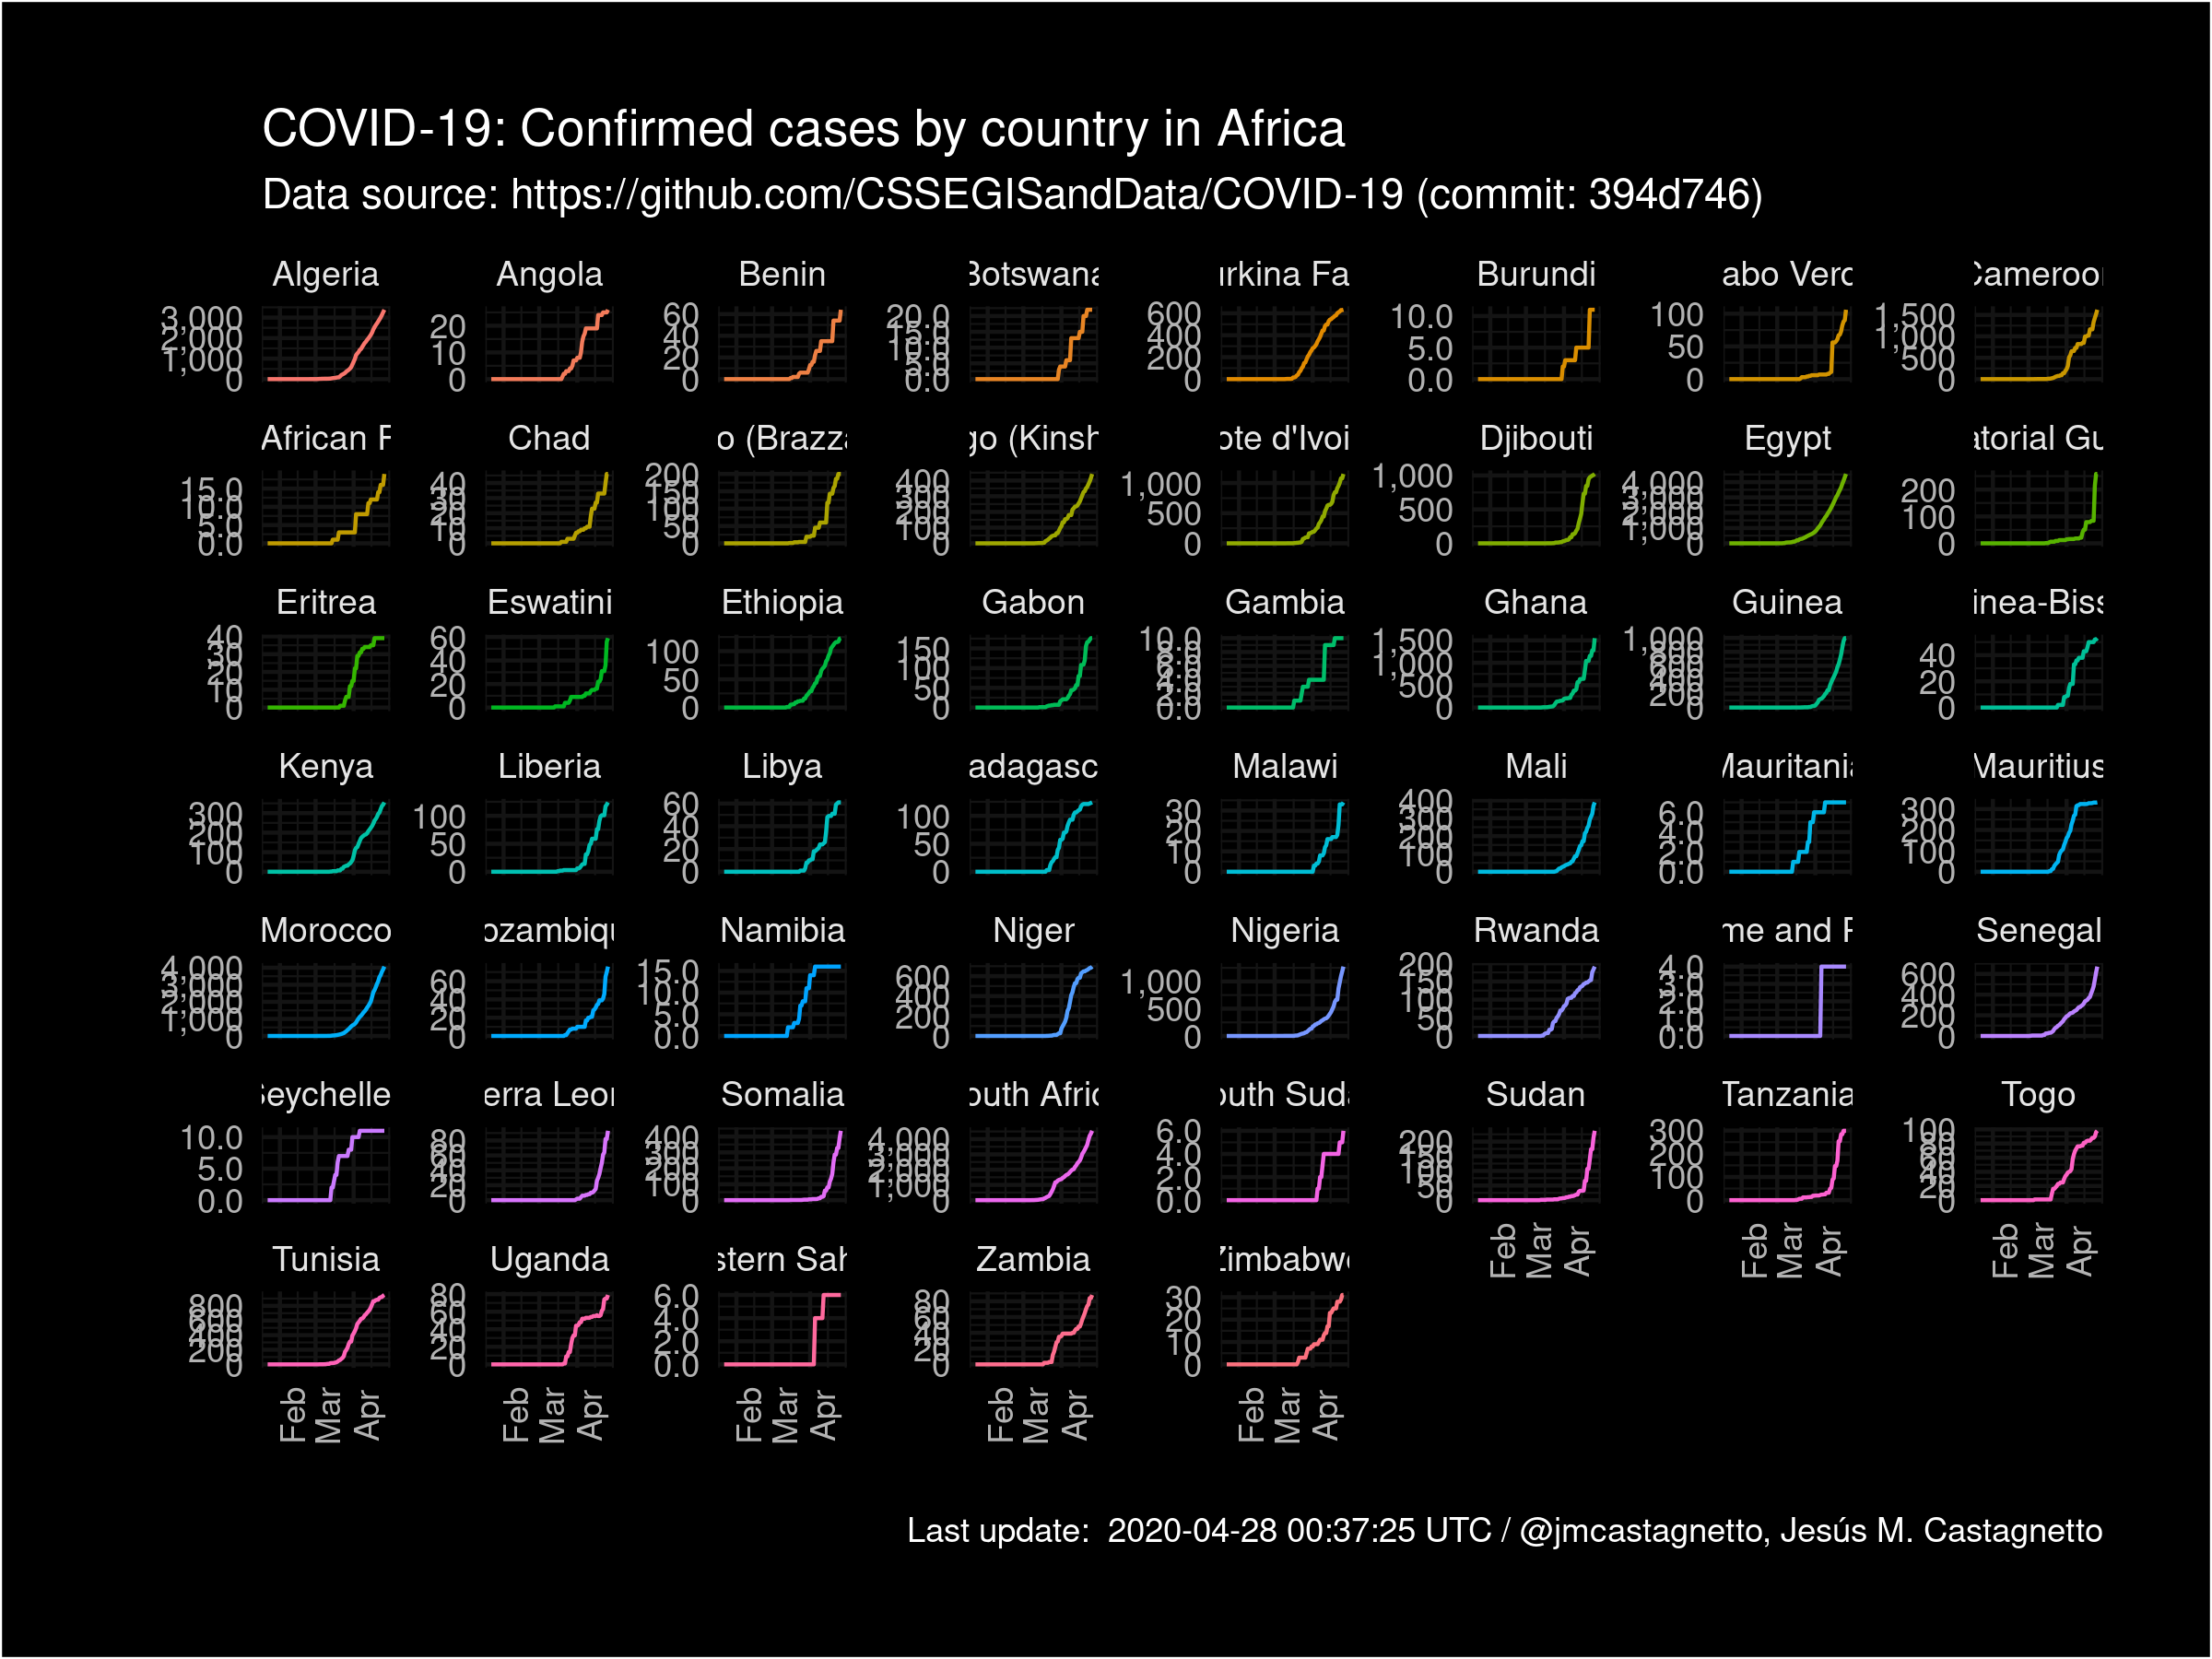 COVID-19: Confirmed cases by country in Africa
Data source: https://github.com/CSSEGISandData/COVID-19 (commit: 394d746)
Algeria Angola Benin Botswana urkina Fa Burundi abo Verd Cameroon
3,000 2,000 1,000 0
20 10 0
60 40 20 0
20.0 15.0 10.0 5.0 0.0
600 400 200 0
10.0 5.0 0.0
100 50 0
1,500 1,000 500 0
African R Chad o (Brazza go (Kinsh ote d'Ivoi Djibouti Egypt atorial Gu
15.0 10.0 5.0 0.0
40 30 20 10 0
200 150 100 50 0
400 300 200 100 0
1,000 500 0
1,000 500 0
4,000 3,000 2,000 1,000 0
200 100 0
Eritrea Eswatini Ethiopia Gabon Gambia Ghana Guinea inea-Biss
40 30 20 10 0
60 40 20 0
100 50 0
150 100 50 0
10.0 8.0 6.0 4.0 2.0 0.0
1,500 1,000 500 0
1,000 800 600 400 200 0
40 20 0
Kenya Liberia Libya adagasc Malawi Mali Mauritania Mauritius
300 200 100 0
100 50 0
60 40 20 0
100 50 0
30 20 10 0
400 300 200 100 0
6.0 4.0 2.0 0.0
300 200 100 0
Morocco ozambiqu Namibia Niger Nigeria Rwanda me and P Senegal
4,000 3,000 2,000 1,000 0
60 40 20 0
15.0 10.0 5.0 0.0
600 400 200 0
1,000 500 0
200 150 100 50 0
4.0 3.0 2.0 1.0 0.0
600 400 200 0
Seychelle erra Leon Somalia outh Afric outh Suda Sudan Tanzania Togo
10.0 5.0 0.0
80 60 40 20 0
400 300 200 100 0
4,000 3,000 2,000 1,000 0
6.0 4.0 2.0 0.0
200 150 100 50 0
300 200 100 0
100 80 60 40 20 0
Feb Mar Apr
Feb Mar Apr
Feb Mar Apr
Tunisia Uganda stern Sah Zambia Zimbabwe
800 600 400 200 0
80 60 40 20 0
6.0 4.0 2.0 0.0
80 60 40 20 0
30 20 10 0
Feb Mar Apr
Feb Mar Apr
Feb Mar Apr
Feb Mar Apr
Feb Mar Apr
Last update:  2020-04-28 00:37:25 UTC / @jmcastagnetto, Jesús M. Castagnetto